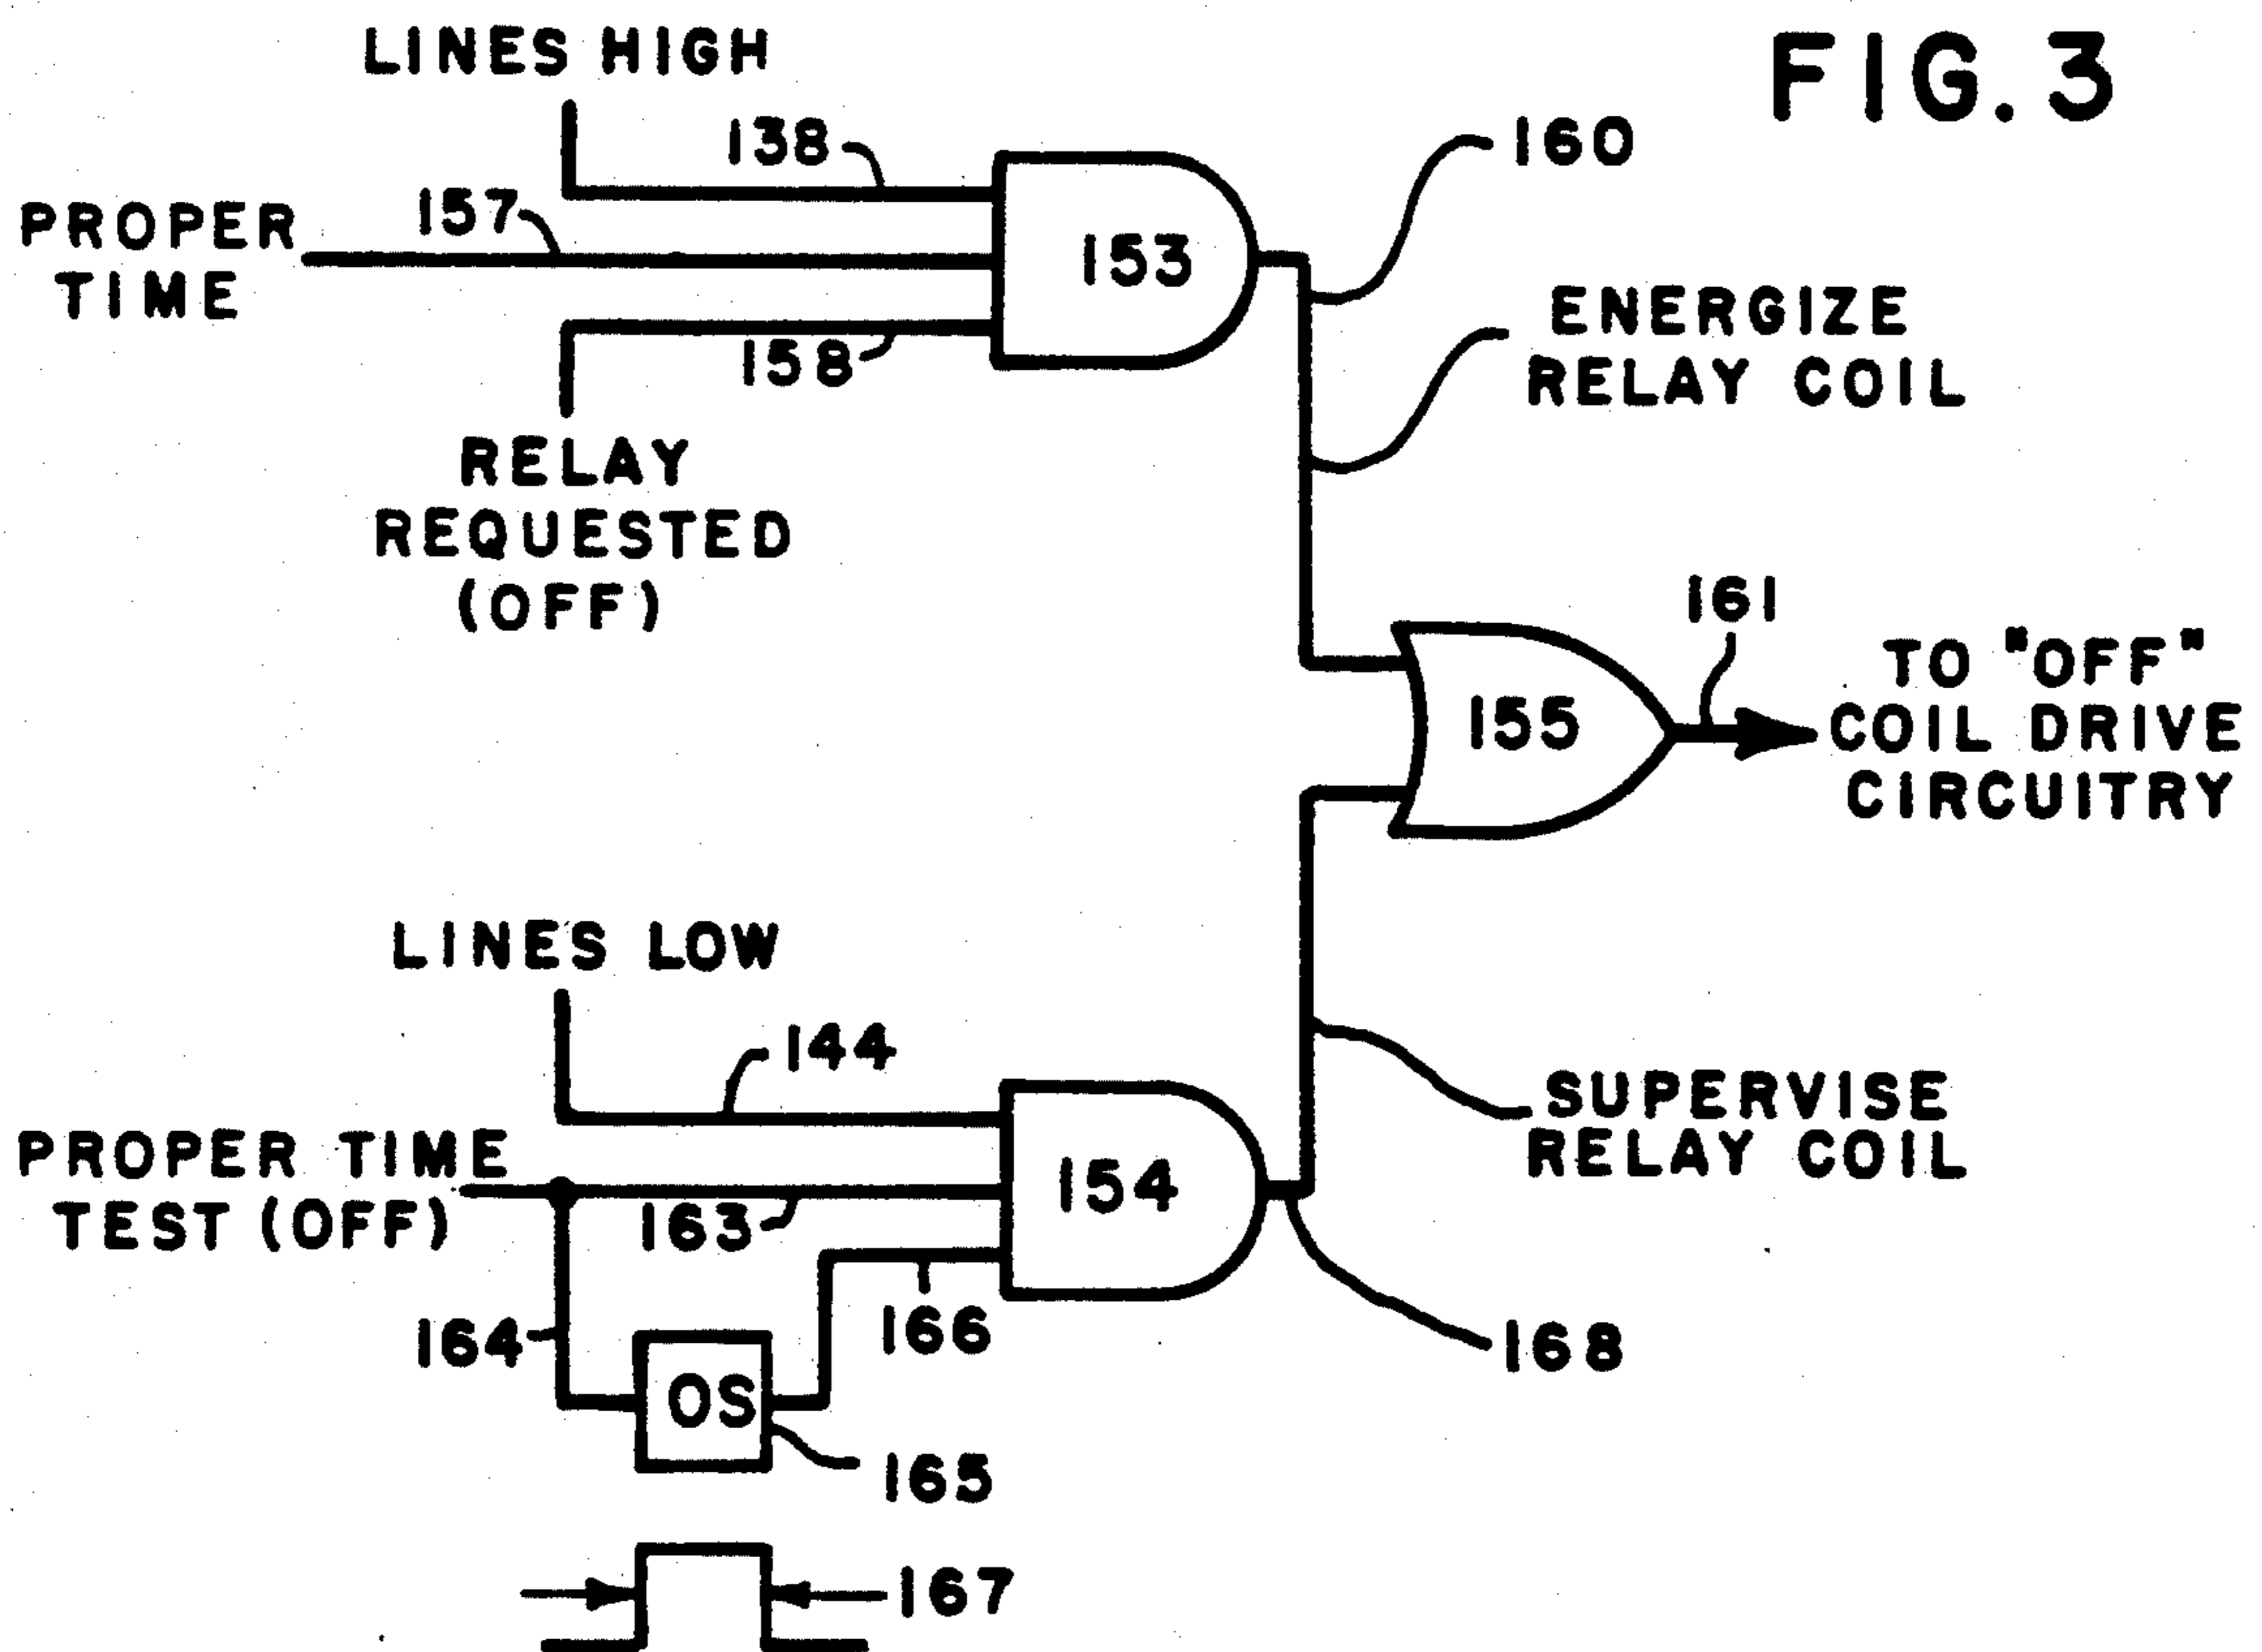 FIG. 3
LINES HIGH
138
160
PROPER
TIME
157
153
158
ENERGIZE
RELAY COIL
RELAY
REQUESTED
(OFF)
161
155
TO "OFF"
COIL DRIVE
CIRCUITRY
LINES LOW
144
PROPER TIME
TEST (OFF)
163
154
SUPERVISE
RELAY COIL
164
166
168
OS
165
167